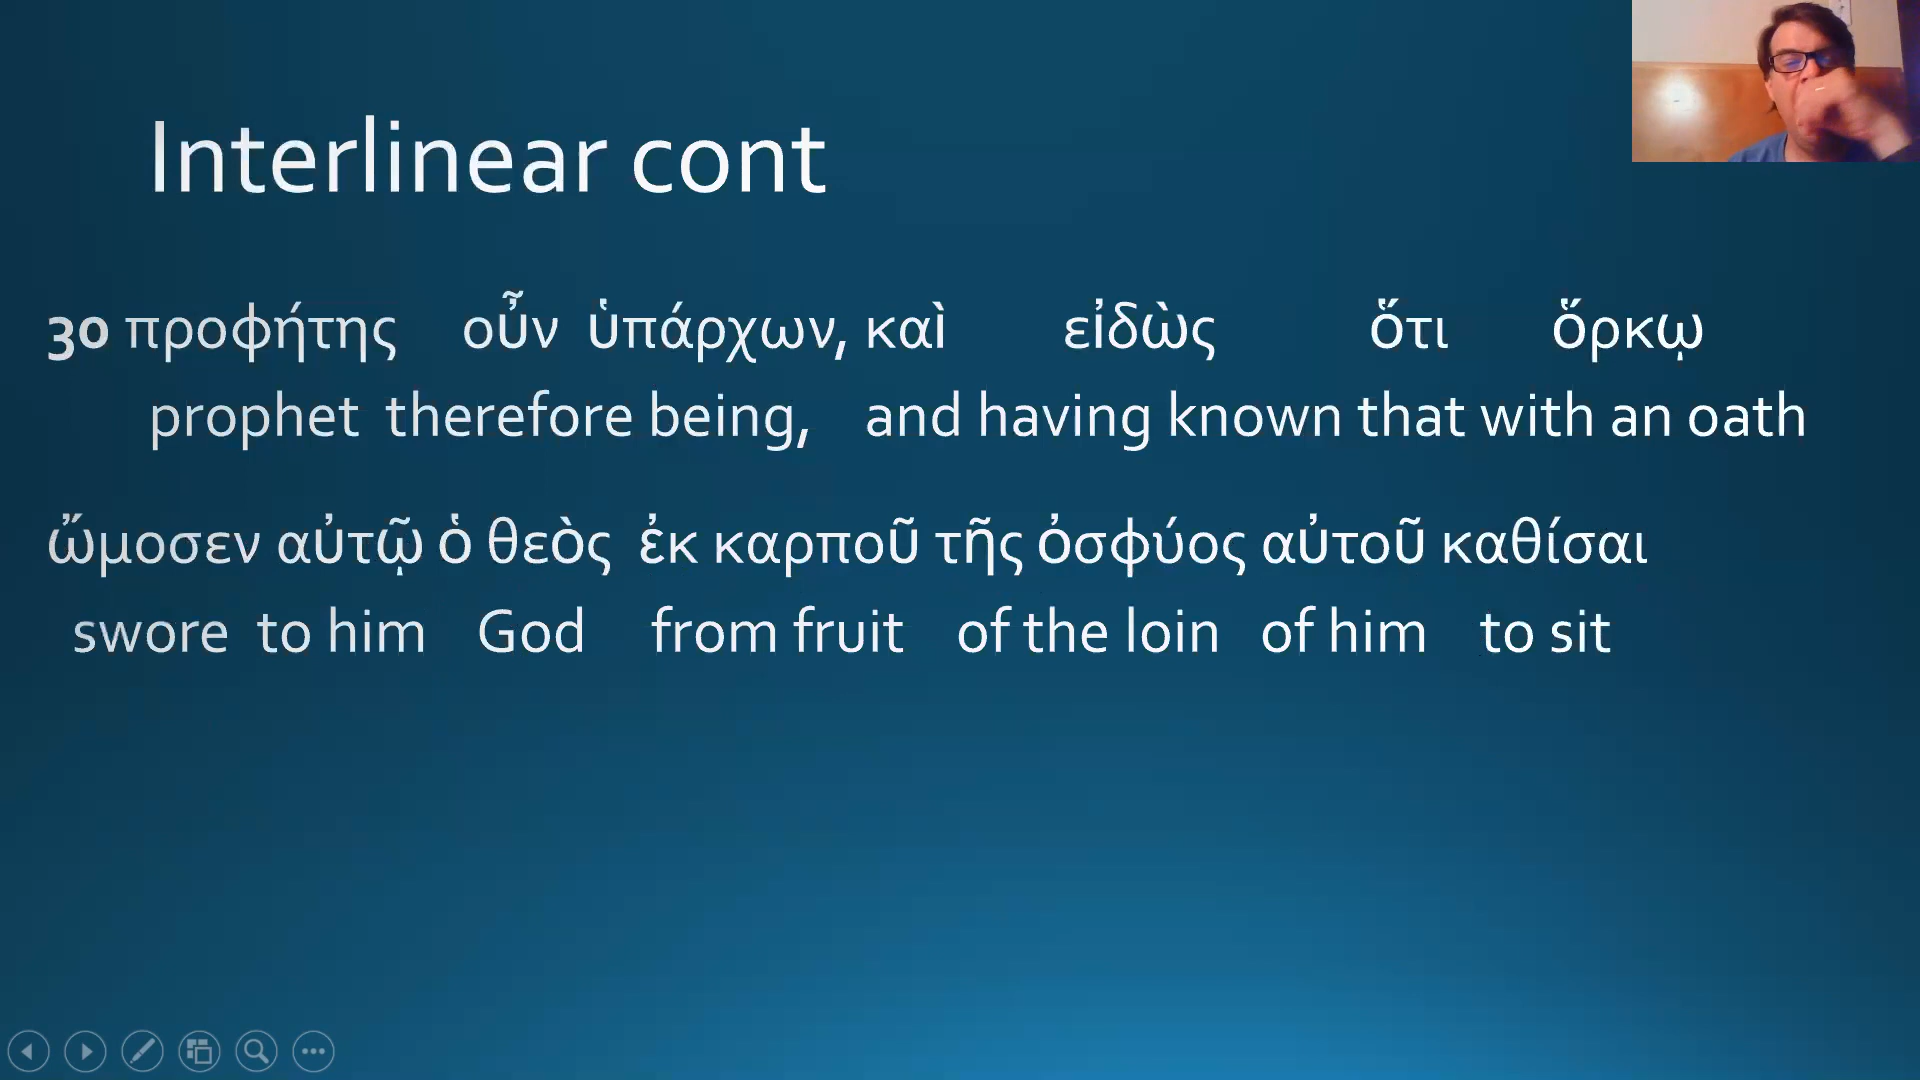 Interlinear cont
30 προφήτης οὖν ὑπάρχων, καὶ εἰδὼς ὅτι ὅρκῳ
prophet therefore being, and having known that with an oath
ὤμοσεν αὐτῷ ὁ θεὸς ἐκ καρποῦ τῆς ὀσφύος αὐτοῦ καθίσαι
swore to him God from fruit of the loin of him to sit